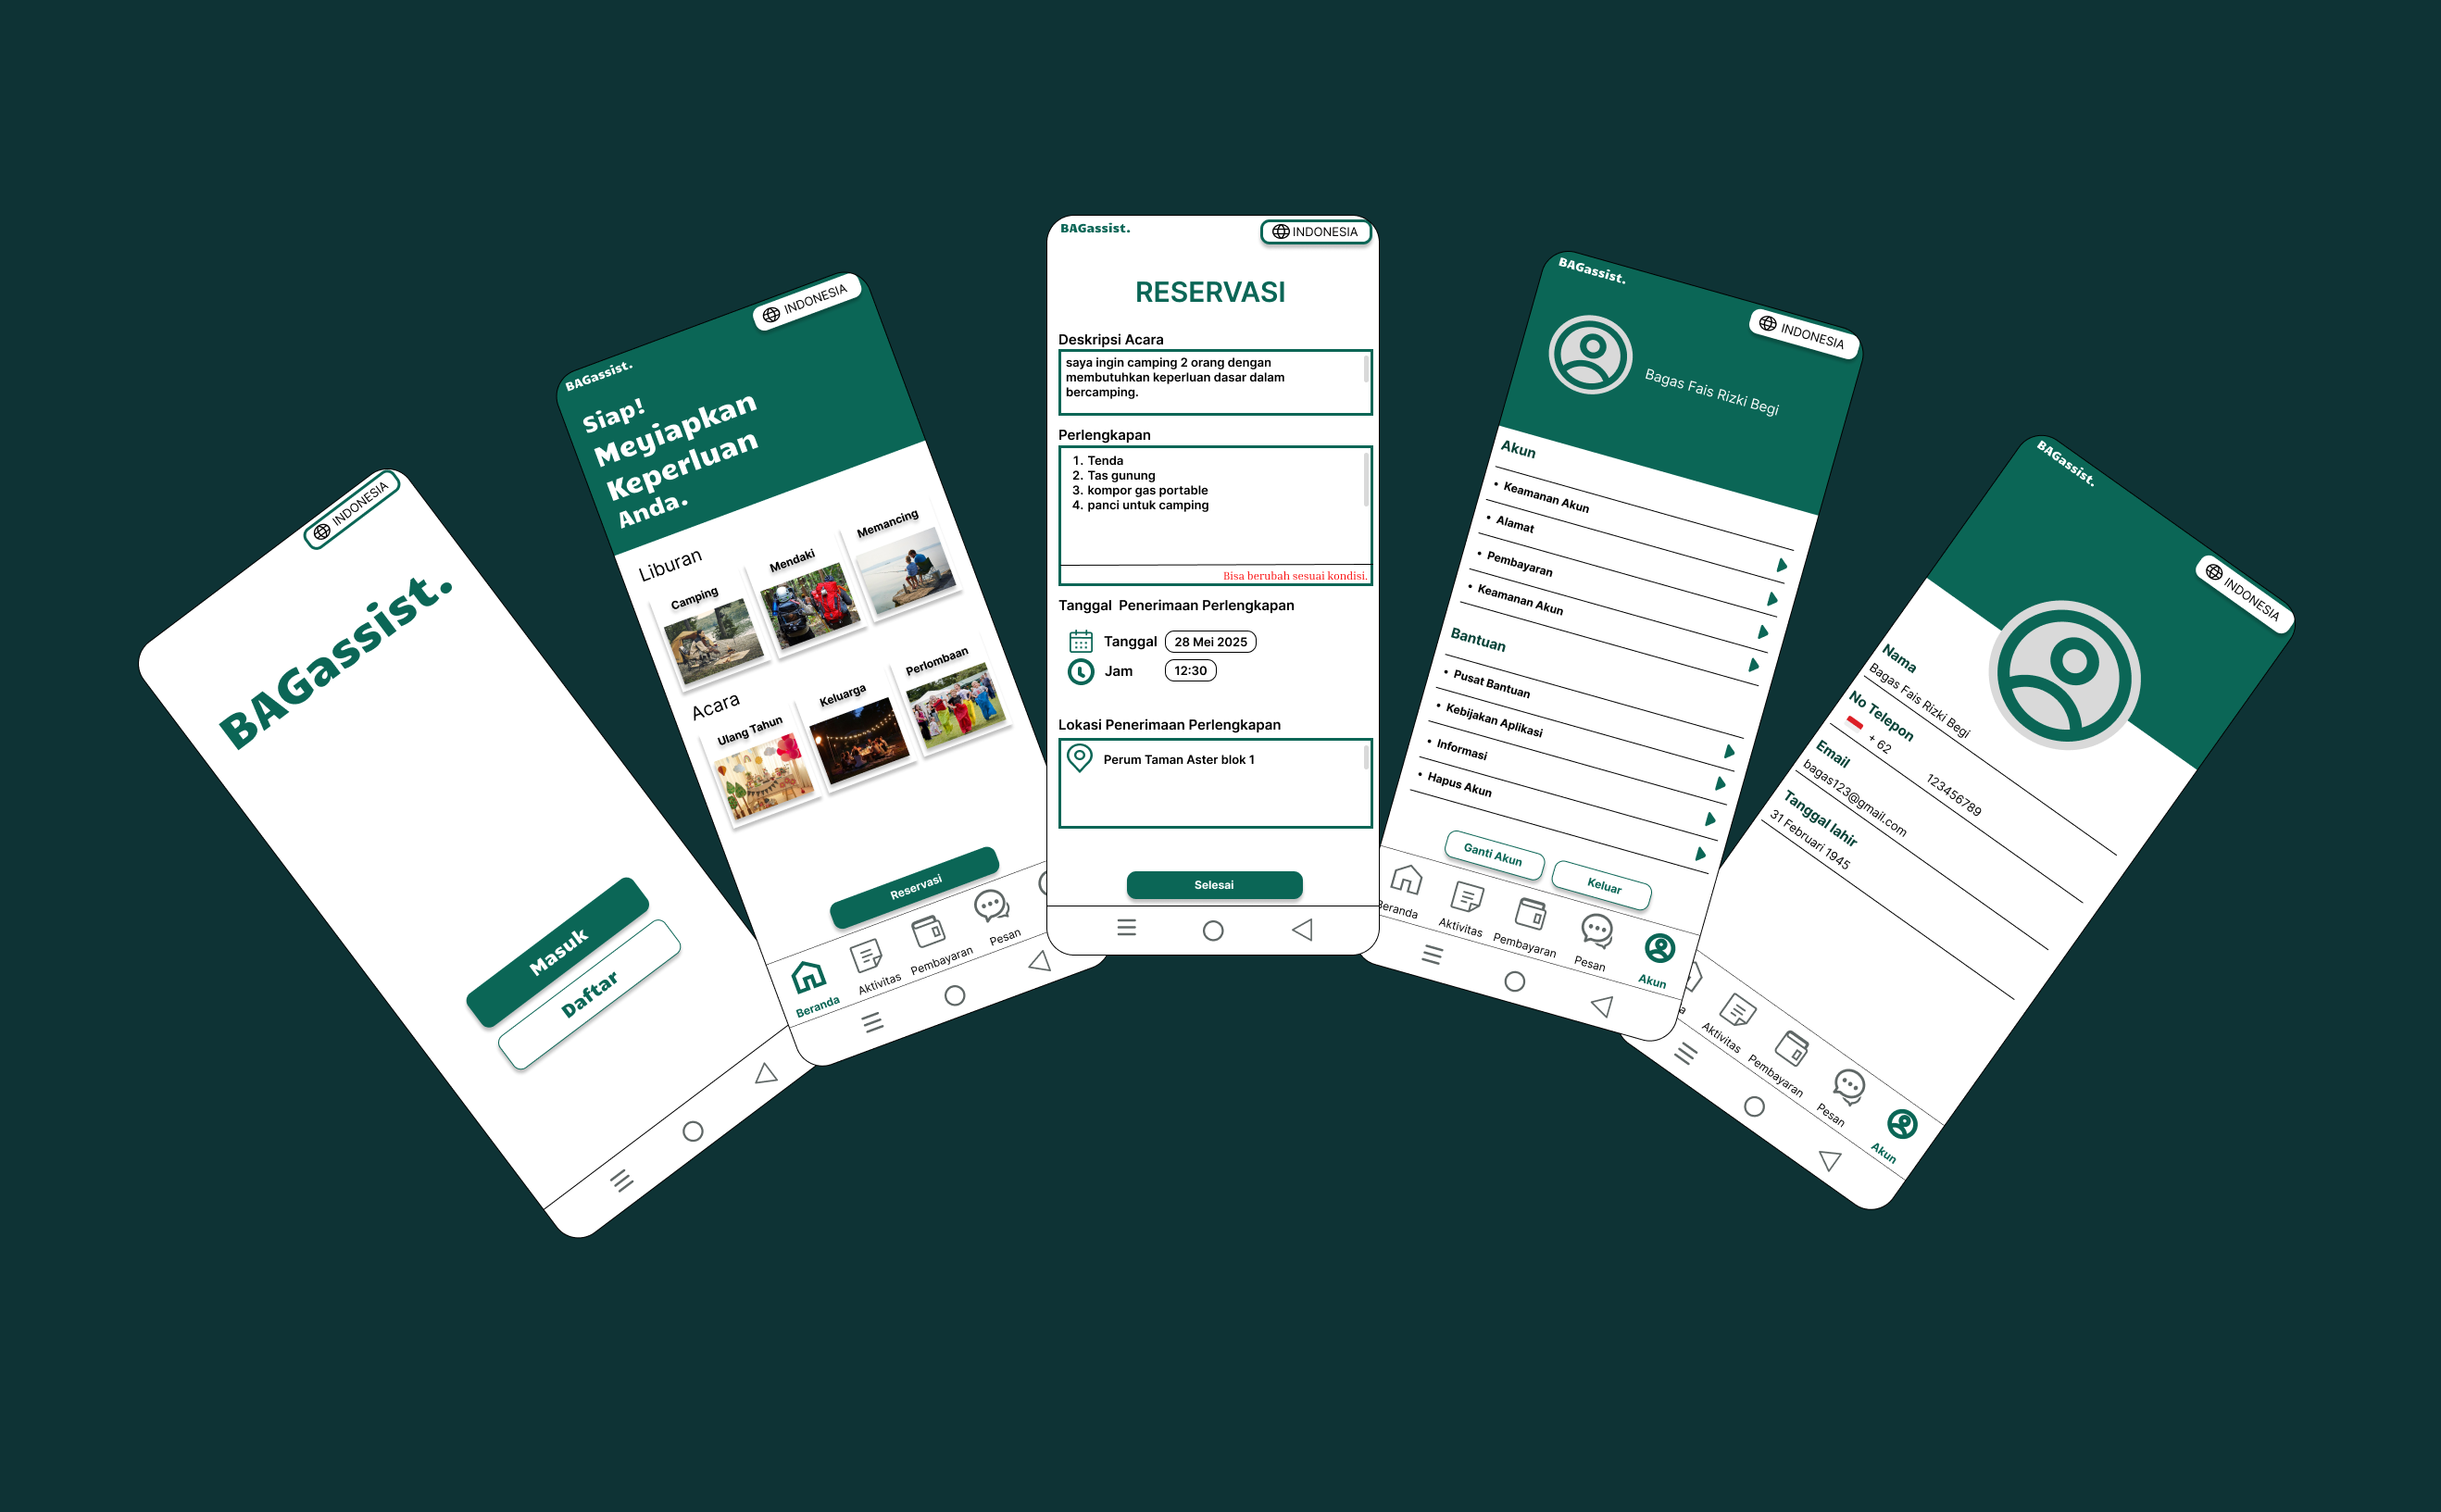 INDONESIA
BAGassist.
Masuk
Daftar
INDONESIA
BAGassist.
Siap!
Meyiapkan
Keperluan
Anda.
Liburan
Camping
Mendaki
Memancing
Acara
Ulang Tahun
Keluarga
Perlombaan
Reservasi
Beranda
Aktivitas
Pembayaran
Pesan
BAGassist.
INDONESIA
RESERVASI
Deskripsi Acara
saya ingin camping 2 orang dengan
membutuhkan keperluan dasar dalam
bercamping.
Perlengkapan
1. Tenda
2. Tas gunung
3. kompor gas portable
4. panci untuk camping
Bisa berubah sesuai kondisi.
Tanggal Penerimaan Perlengkapan
Tanggal 28 Mei 2025
Jam 12:30
Lokasi Penerimaan Perlengkapan
Perum Taman Aster blok 1
Selesai
BAGassist.
INDONESIA
Bagas Fais Rizki Begi
Akun
• Keamanan Akun
• Alamat
• Pembayaran
• Keamanan Akun
Bantuan
• Pusat Bantuan
• Kebijakan Aplikasi
• Informasi
• Hapus Akun
Ganti Akun
Keluar
Beranda
Aktivitas
Pembayaran
Pesan
Akun
BAGassist.
INDONESIA
Nama
Bagas Fais Rizki Begi
No Telepon
+ 62 123456789
Email
bagas123@gmail.com
Tanggal lahir
31 Februari 1945
a
Aktivitas
Pembayaran
Pesan
Akun